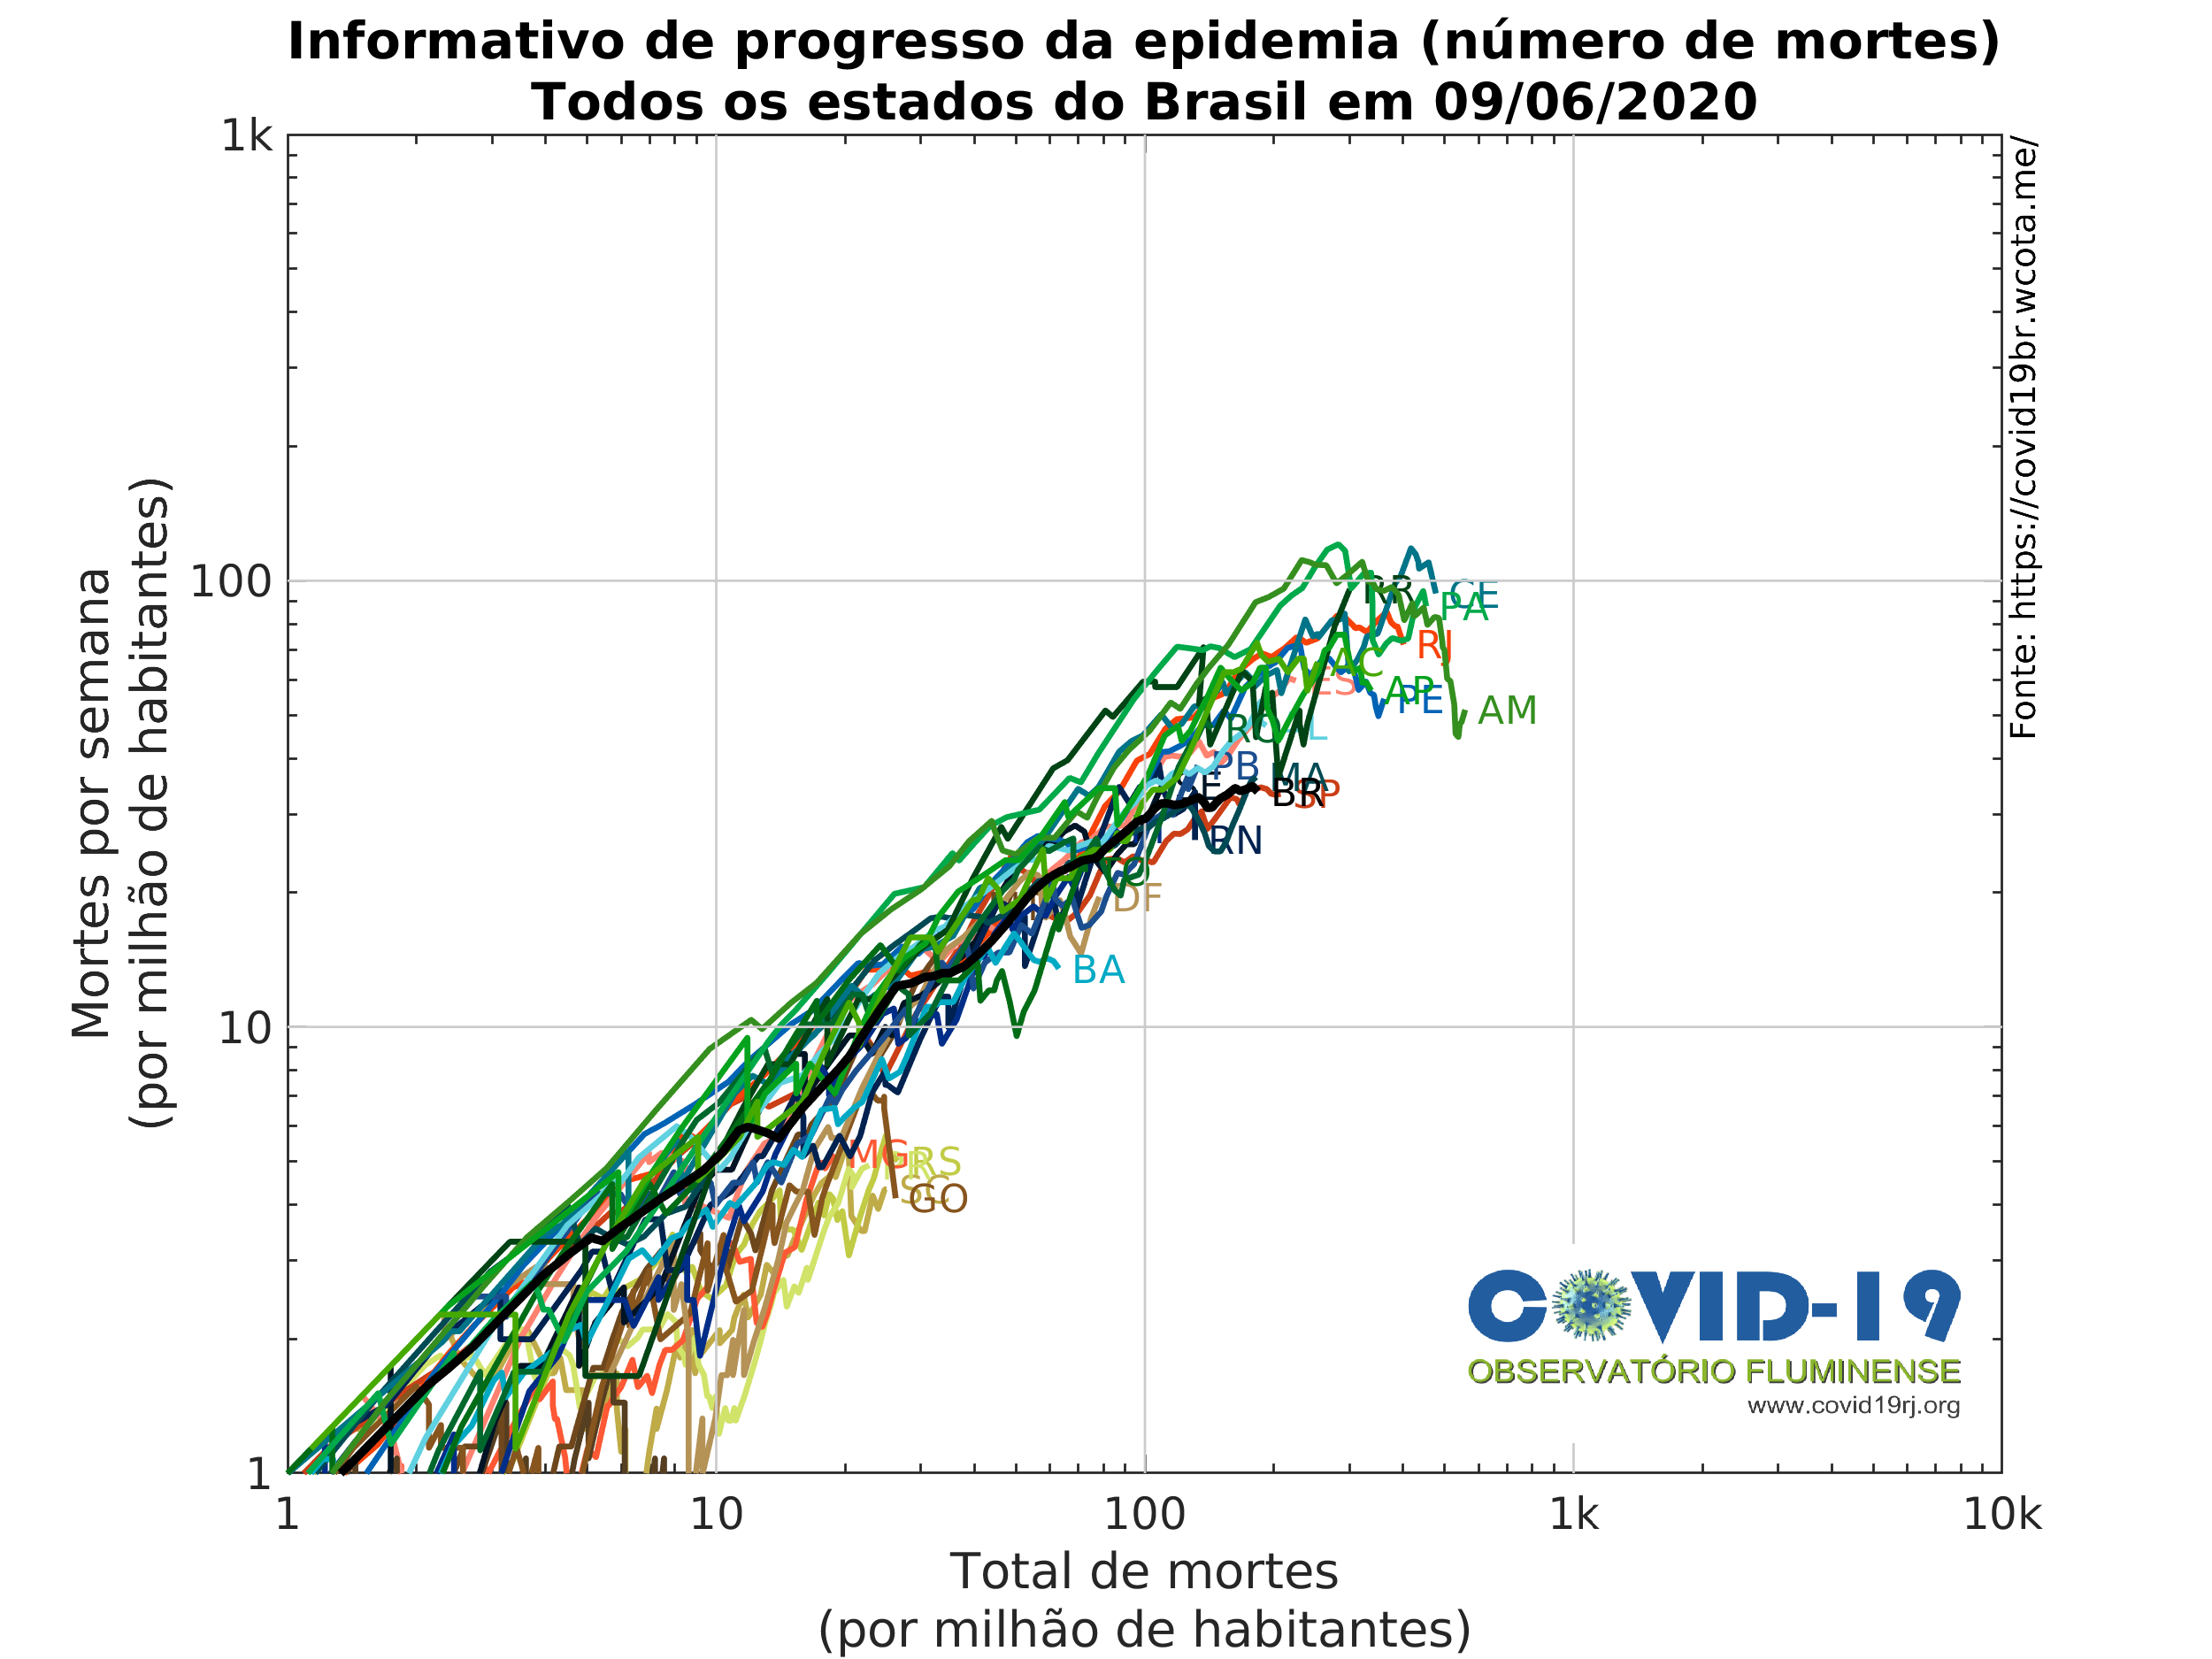 Informativo de progresso da epidemia (número de mortes)
Todos os estados do Brasil em 09/06/2020
1k
100
10
1
Mortes por semana
(por milhão de habitantes)
Fonte: https://covid19br.wcota.me/
RR
CE
PA
RJ
AC
ES
AP
PE
AM
RO
PB
MA
BR
SP
RN
DF
BA
MG
RS
SC
GO
COVID-19
OBSERVATÓRIO FLUMINENSE
www.covid19rj.org
1
10
100
1k
10k
Total de mortes
(por milhão de habitantes)